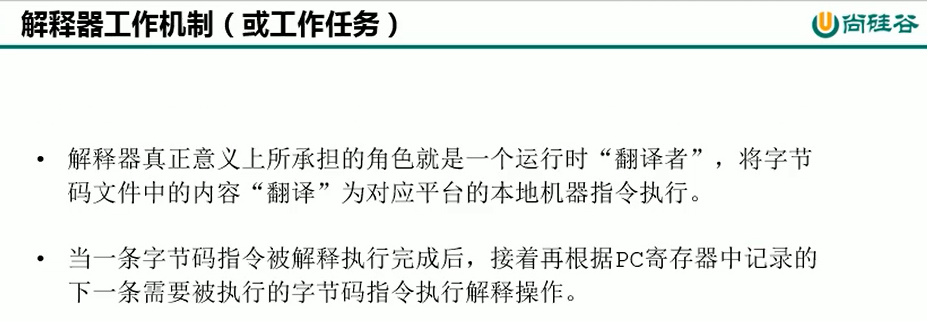 解释器工作机制（或工作任务）
尚硅谷
• 解释器真正意义上所承担的角色就是一个运行时“翻译者”，将字节
码文件中的内容“翻译”为对应平台的本地机器指令执行。
• 当一条字节码指令被解释执行完成后，接着再根据PC寄存器中记录的
下一条需要被执行的字节码指令执行解释操作。